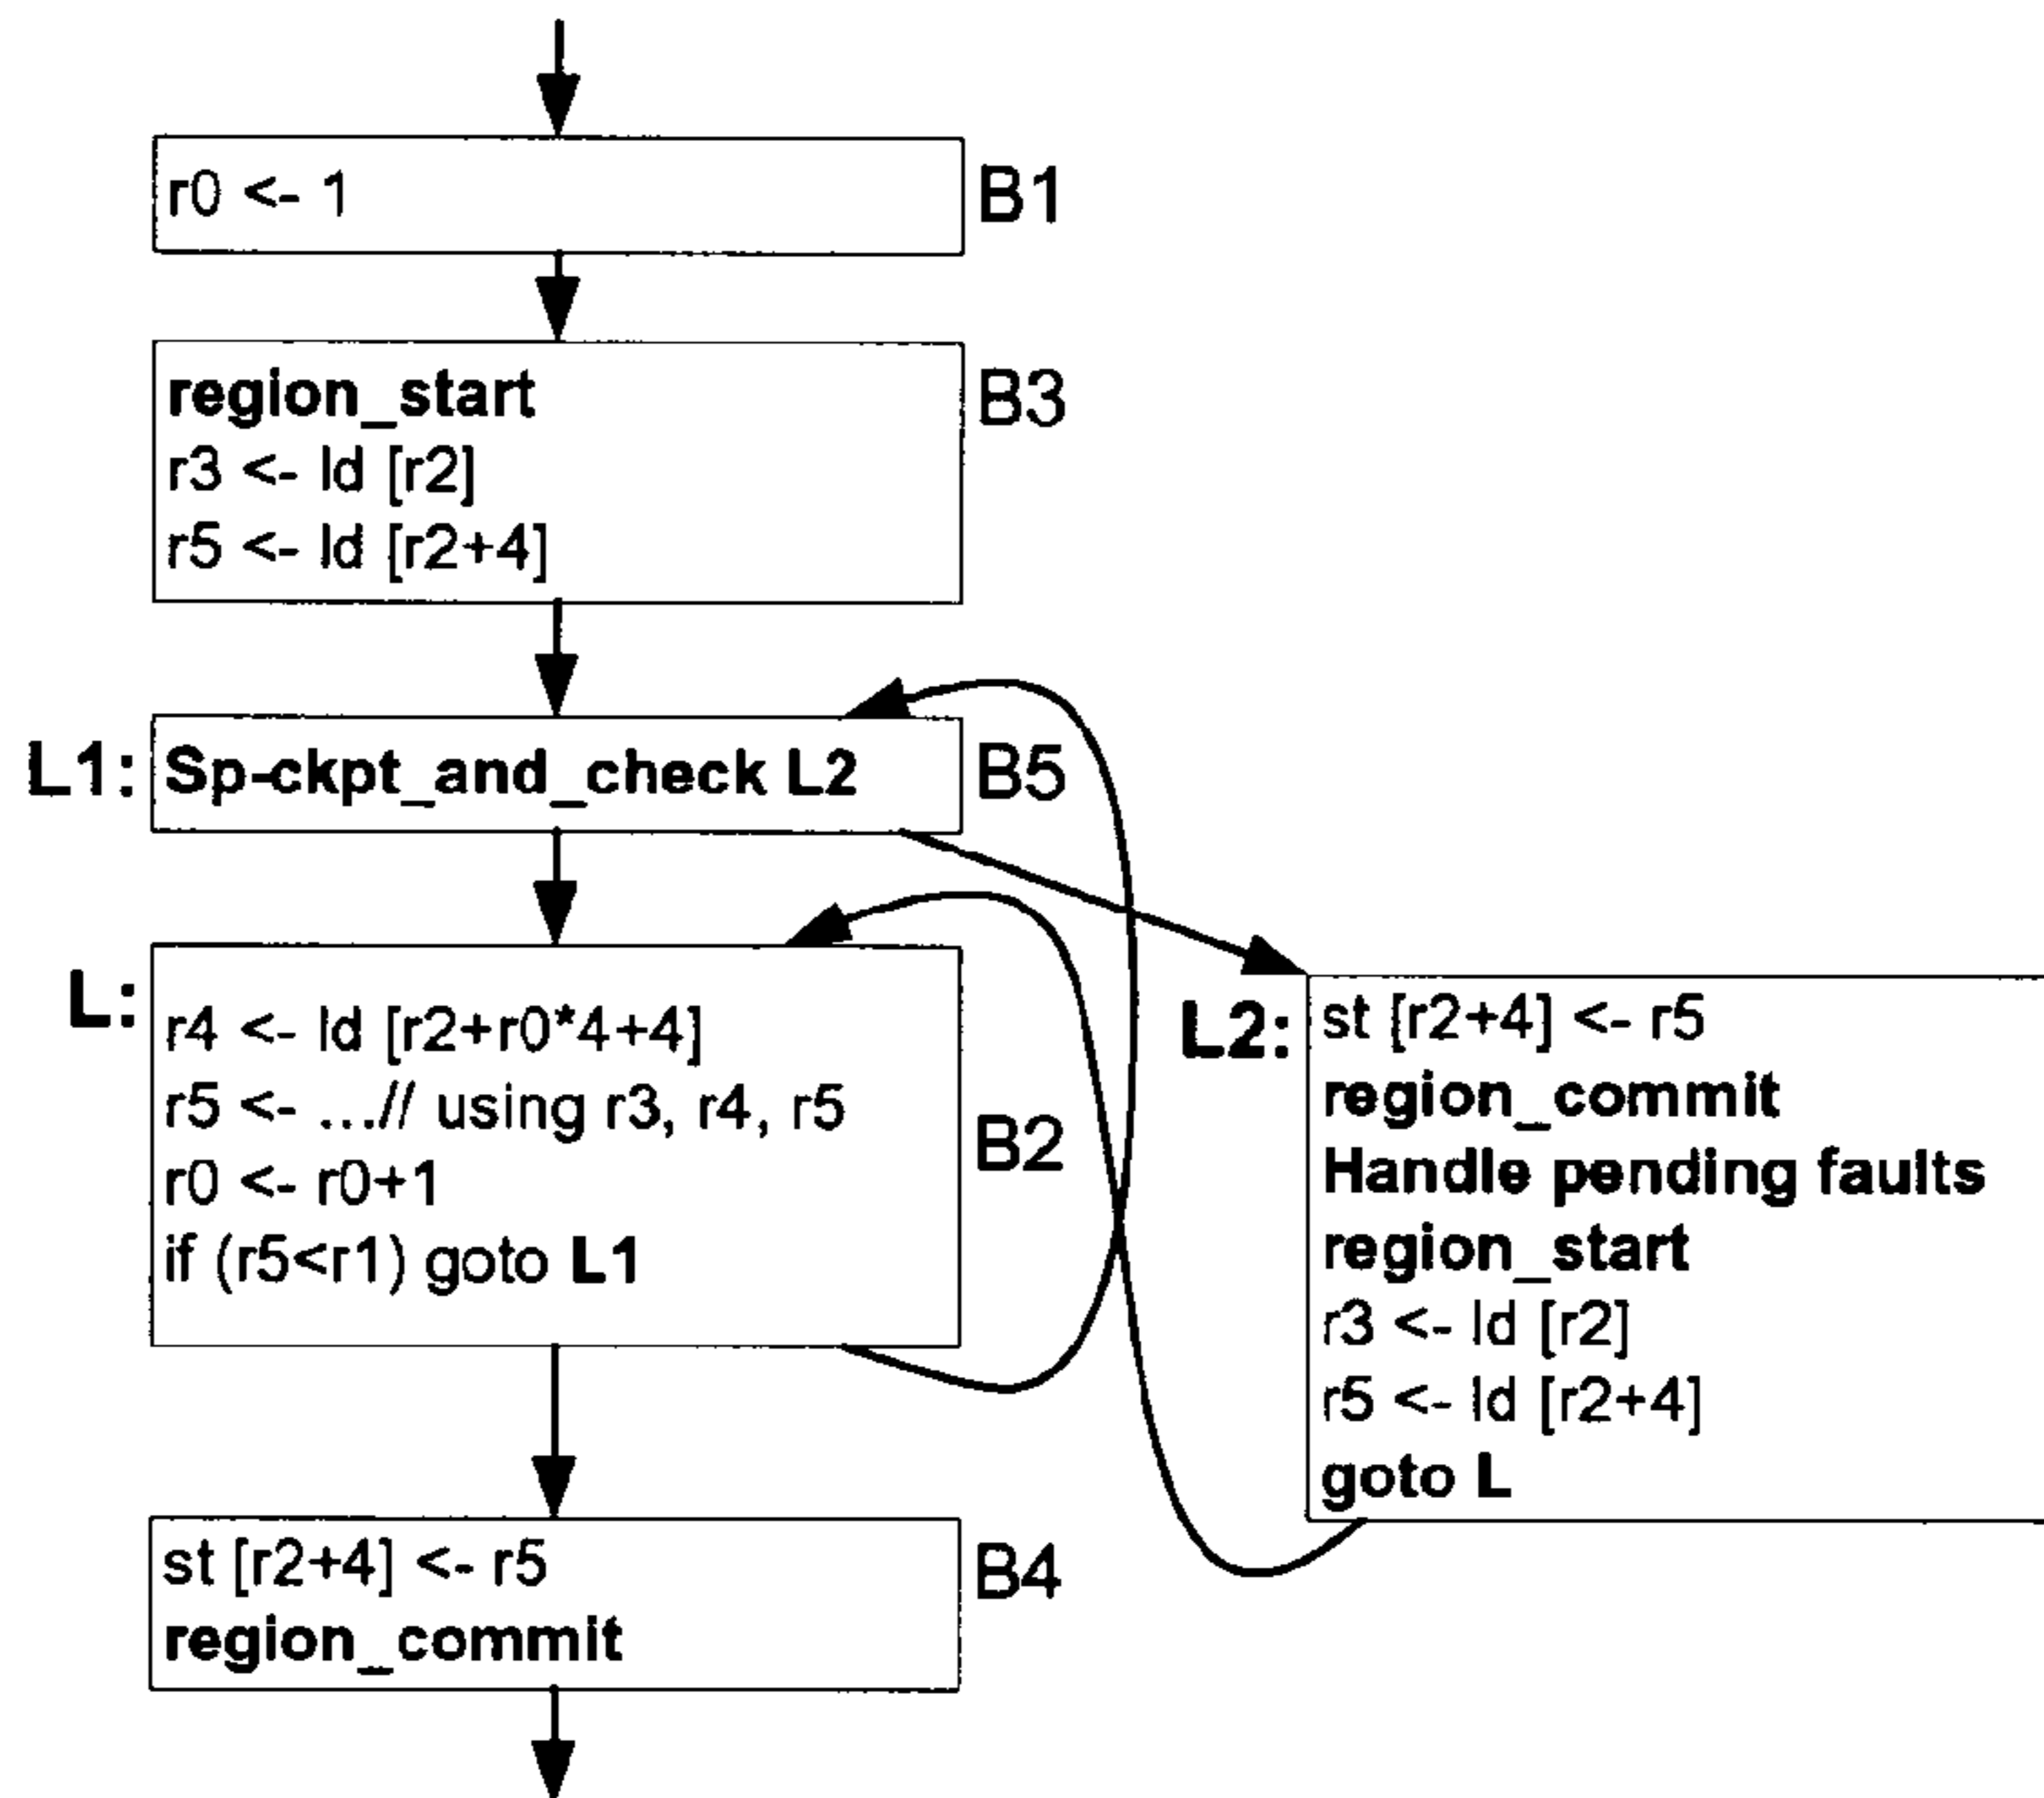 r0 <- 1
B1
region_start
r3 <- ld [r2]
r5 <- ld [r2+4]
B3
L1:
Sp-ckpt_and_check L2
B5
L:
r4 <- ld [r2+r0*4+4]
r5 <- ...// using r3, r4, r5
r0 <- r0+1
if (r5<r1) goto L1
B2
L2:
st [r2+4] <- r5
region_commit
Handle pending faults
region_start
r3 <- ld [r2]
r5 <- ld [r2+4]
goto L
st [r2+4] <- r5
region_commit
B4